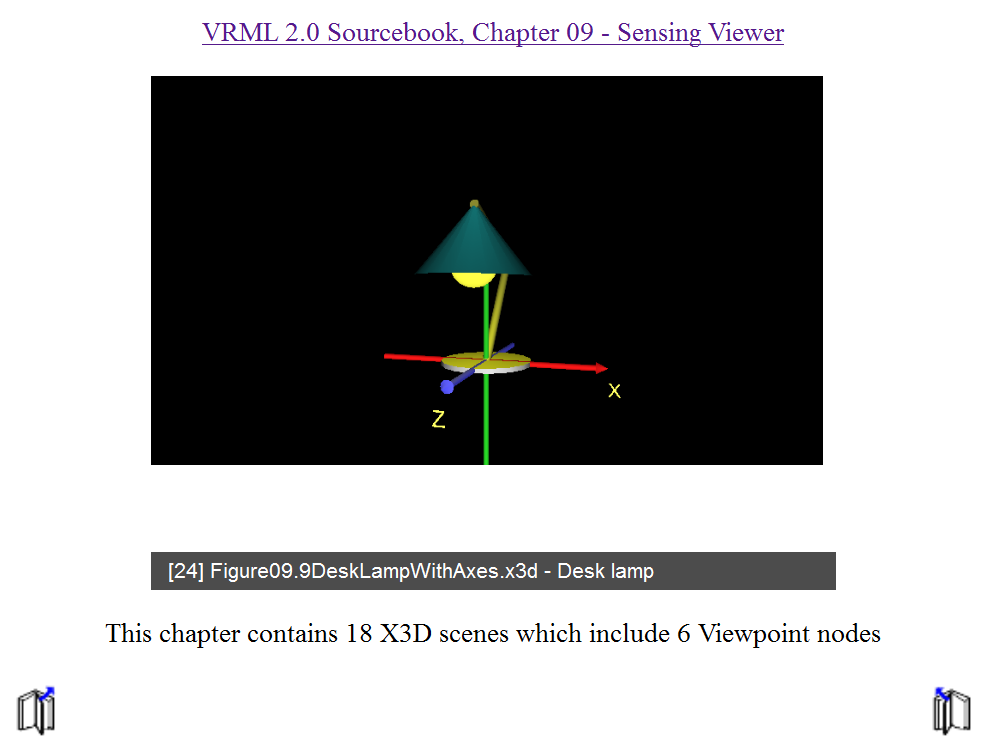 VRML 2.0 Sourcebook, Chapter 09 - Sensing Viewer
X
Z
[24] Figure09.9DeskLampWithAxes.x3d - Desk lamp
This chapter contains 18 X3D scenes which include 6 Viewpoint nodes